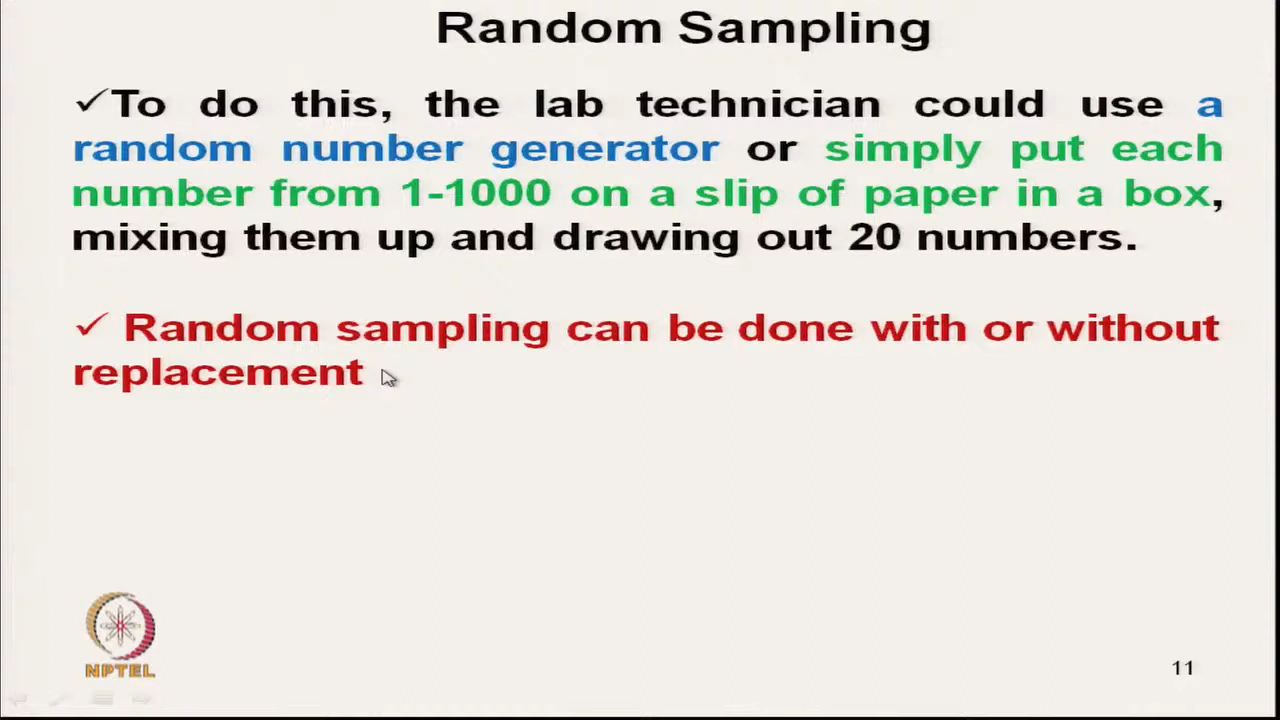 Random Sampling
✓To do this, the lab technician could use a
random number generator or simply put each
number from 1-1000 on a slip of paper in a box,
mixing them up and drawing out 20 numbers.
✓ Random sampling can be done with or without
replacement
NPTEL
11